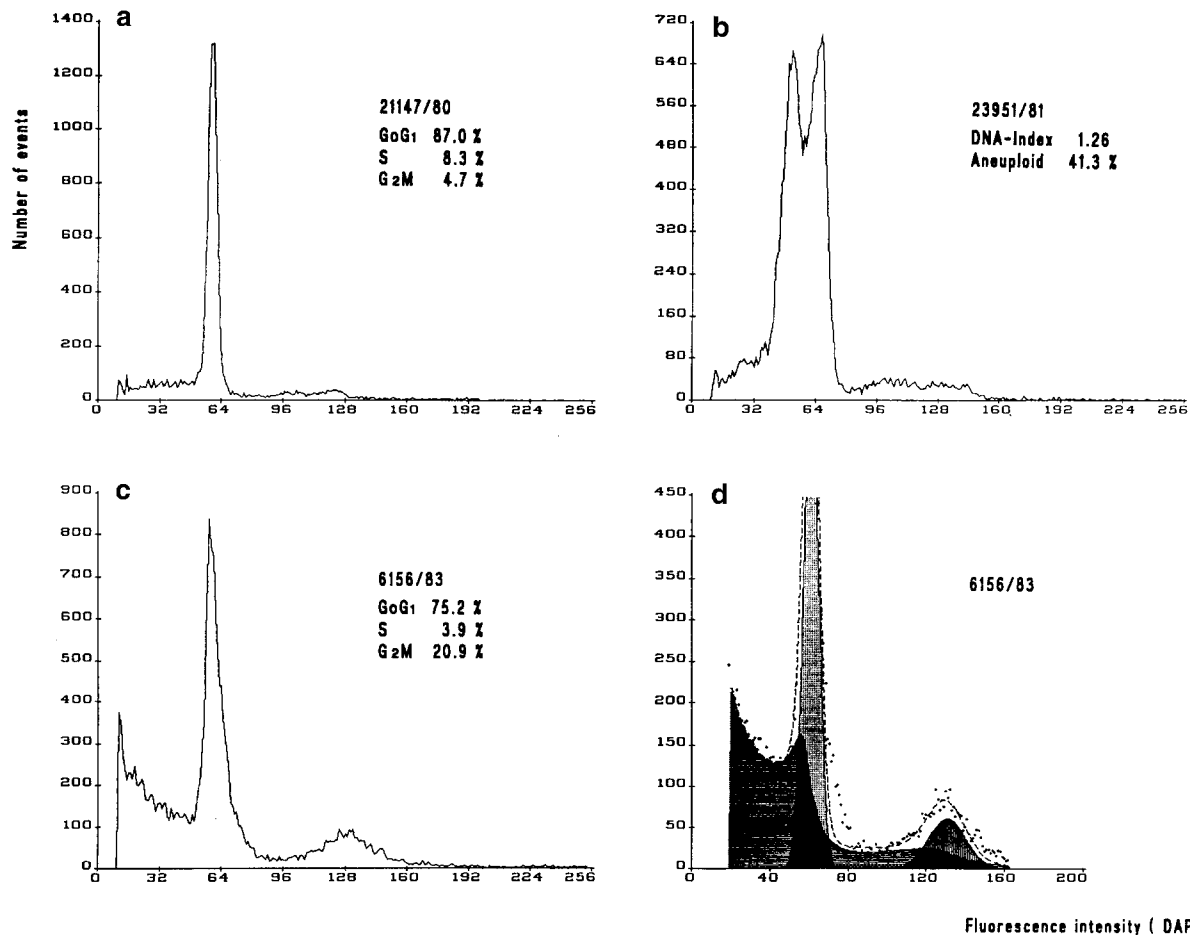 a
1400
1200
1000
800
600
400
200
0
Number of events
21147/80
G0G1 87.0 %
S 8.3 %
G2M 4.7 %
0 32 64 96 128 160 192 224 256
b
720
640
560
480
400
320
240
160
80
0
23951/81
DNA-Index 1.26
Aneuploid 41.3 %
0 32 64 96 128 160 192 224 256
c
900
800
700
600
500
400
300
200
100
0
6156/83
G0G1 75.2 %
S 3.9 %
G2M 20.9 %
0 32 64 96 128 160 192 224 256
d
450
400
350
300
250
200
150
100
50
0
6156/83
0 40 80 120 160 200
Fluorescence intensity ( DAP